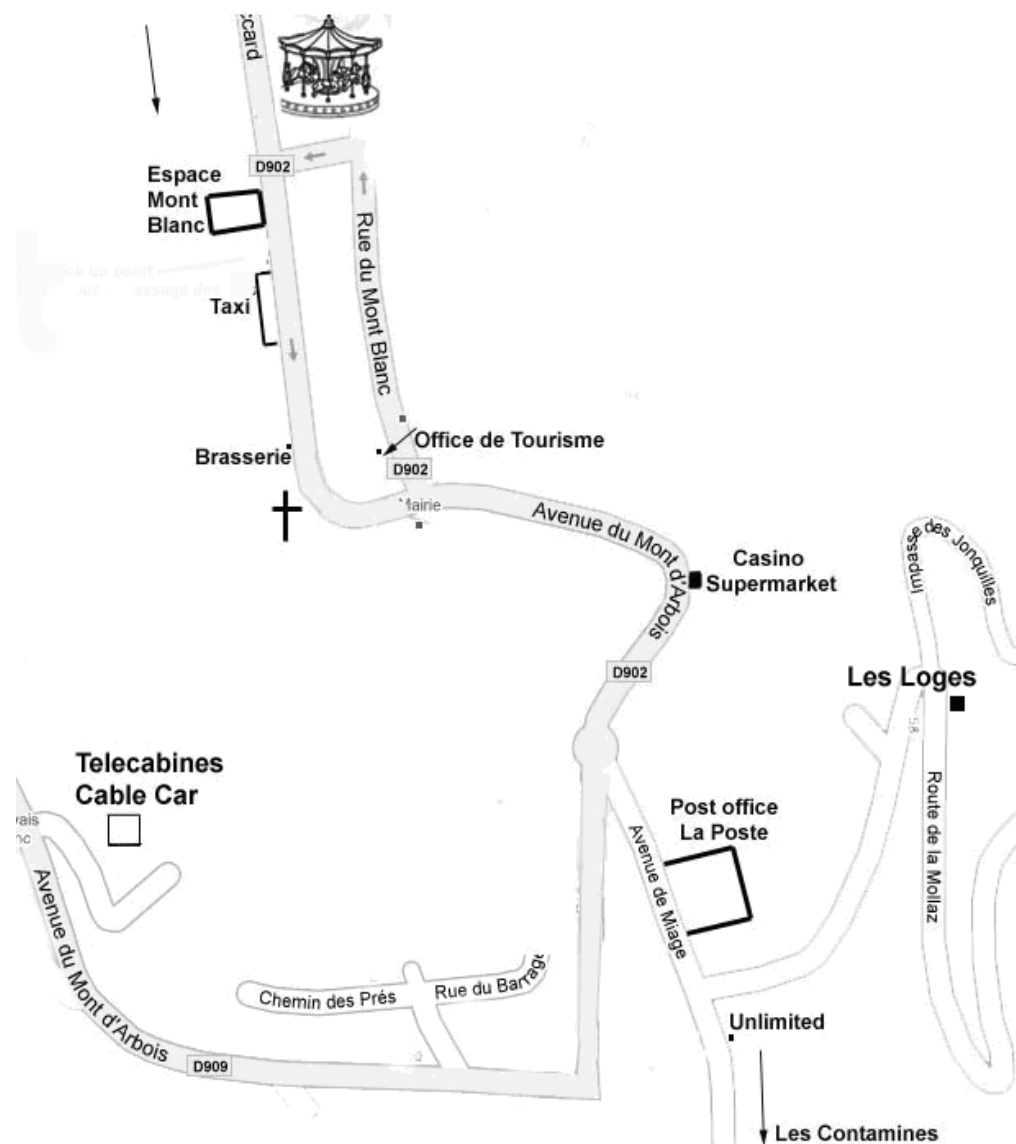 ccard
D902
Espace
Mont
Blanc
Rue du Mont Blanc
Taxi
Office de Tourisme
Brasserie
D902
Mairie
Avenue du Mont d'Arbois
Casino
Supermarket
Impasse des Jonquilles
D902
Les Loges
58
Telecabines
Cable Car
Post office
La Poste
Route de la Mollaz
Avenue de Miage
Avenue du Mont d'Arbois
Chemin des Prés
Rue du Barrage
Unlimited
D909
Les Contamines